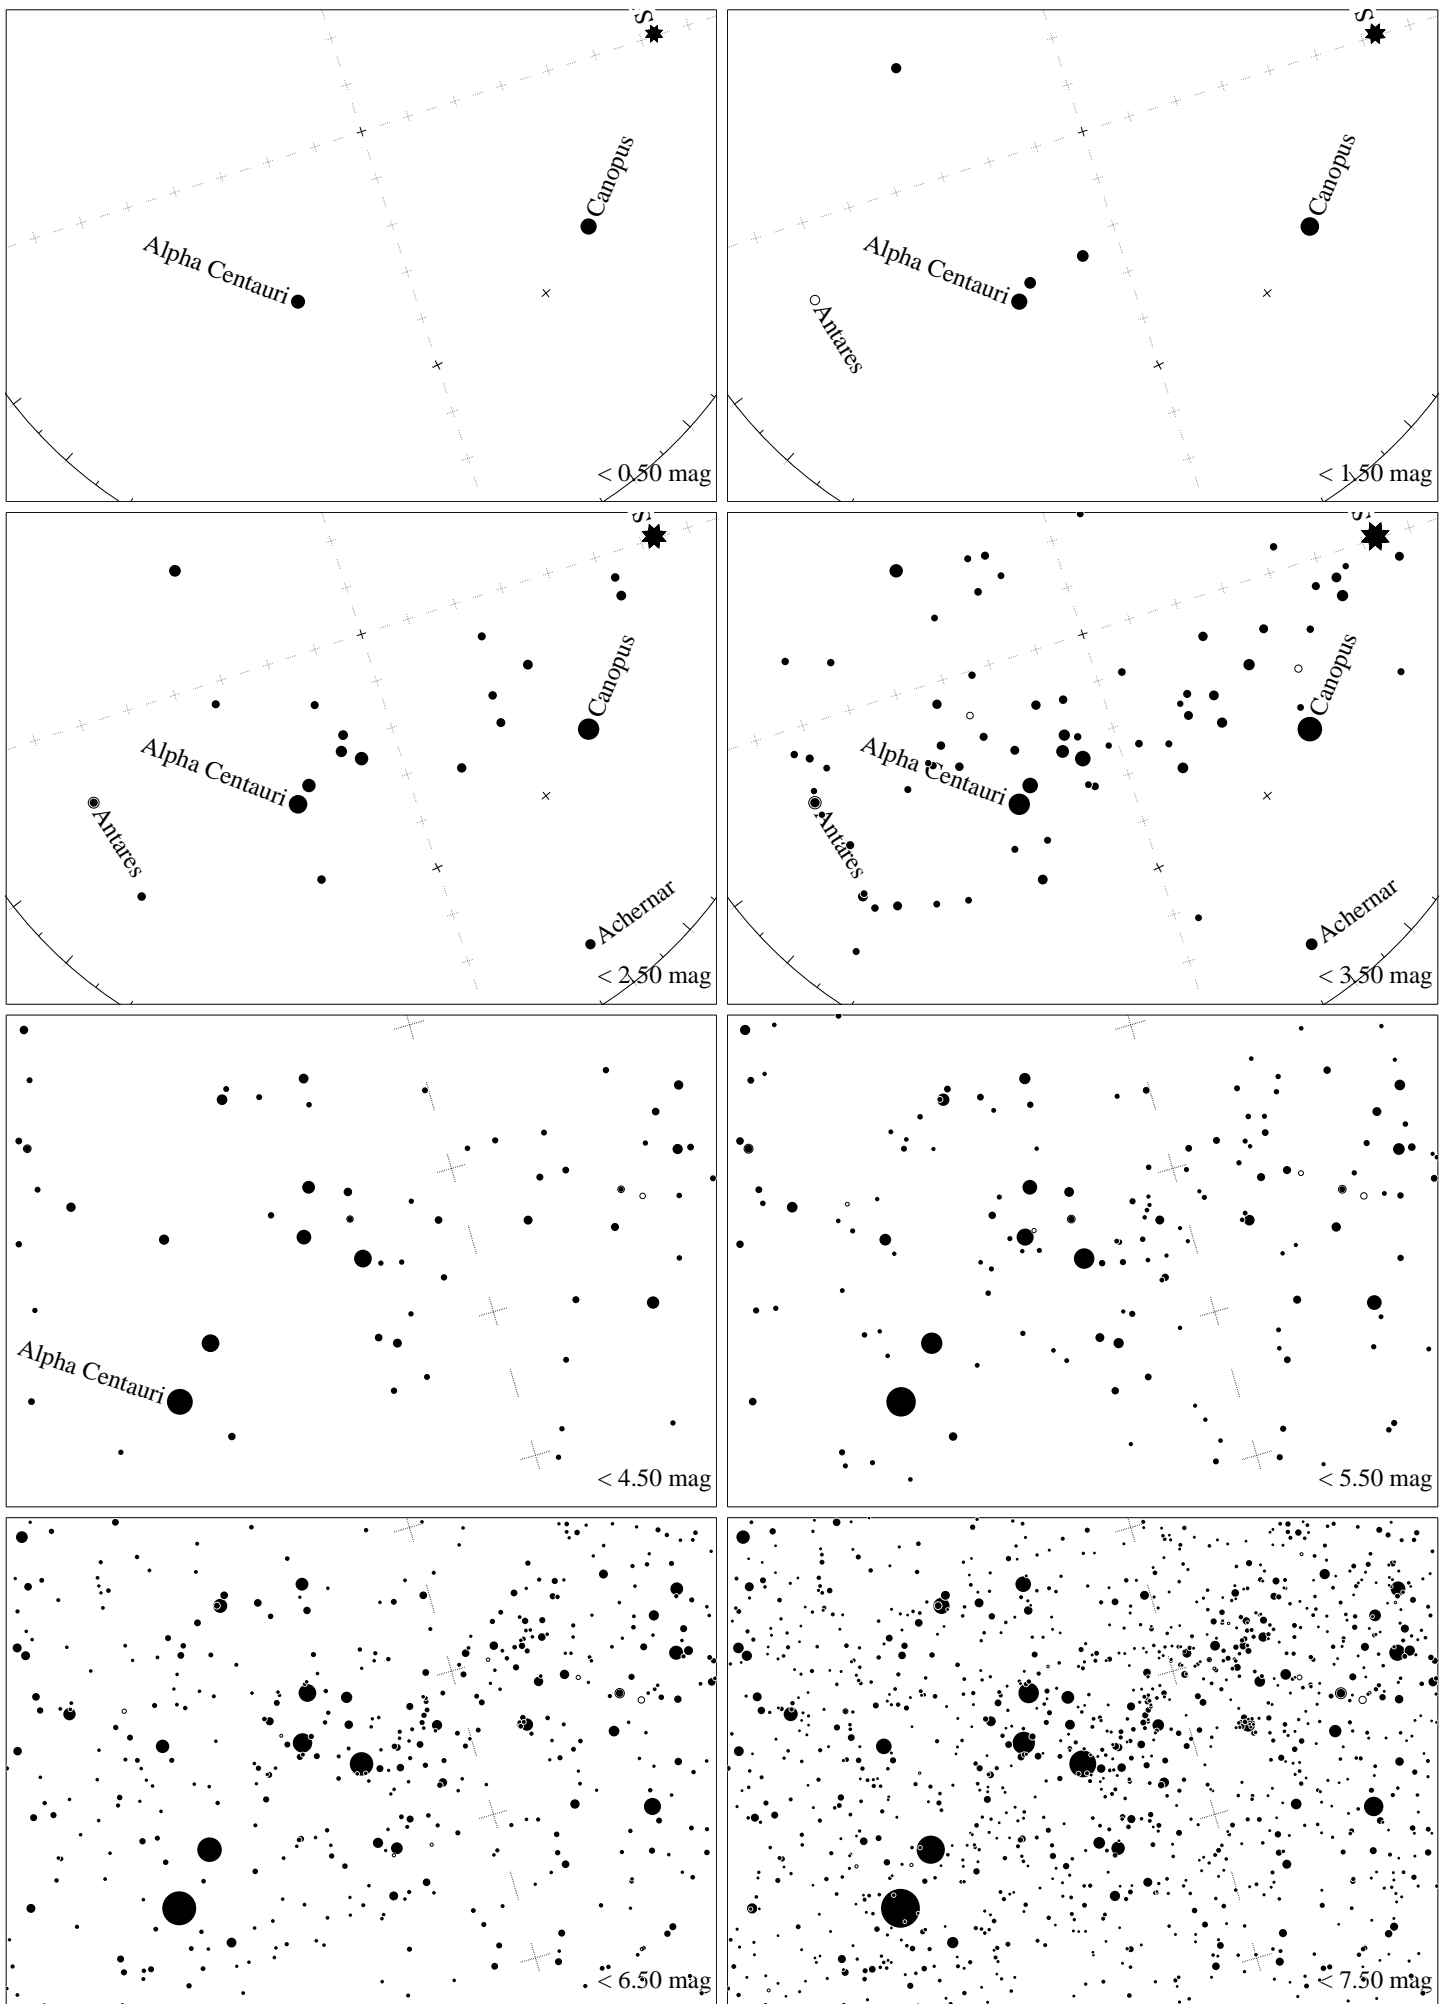 S
Canopus
Alpha Centauri
< 0.50 mag
S
Canopus
Alpha Centauri
Antares
< 1.50 mag
S
Canopus
Alpha Centauri
Antares
Achernar
< 2.50 mag
S
Canopus
Alpha Centauri
Antares
Achernar
< 3.50 mag
Alpha Centauri
< 4.50 mag
< 5.50 mag
< 6.50 mag
< 7.50 mag